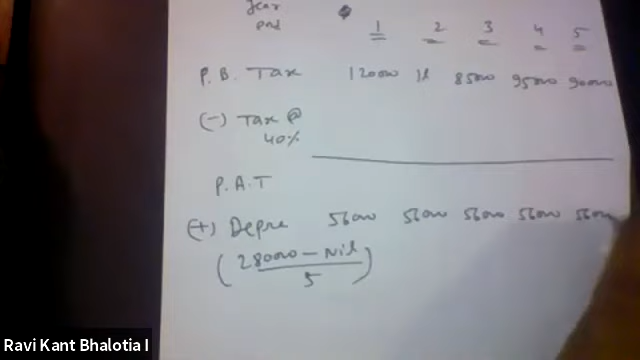 Year
end 1 2 3 4 5
P. B. Tax 120000 1l 85000 95000 90000
(-) Tax @
40%
P.A.T
(+) Depre 56000 56000 56000 56000 56000
(280000 - Nil
5)
Ravi Kant Bhalotia I